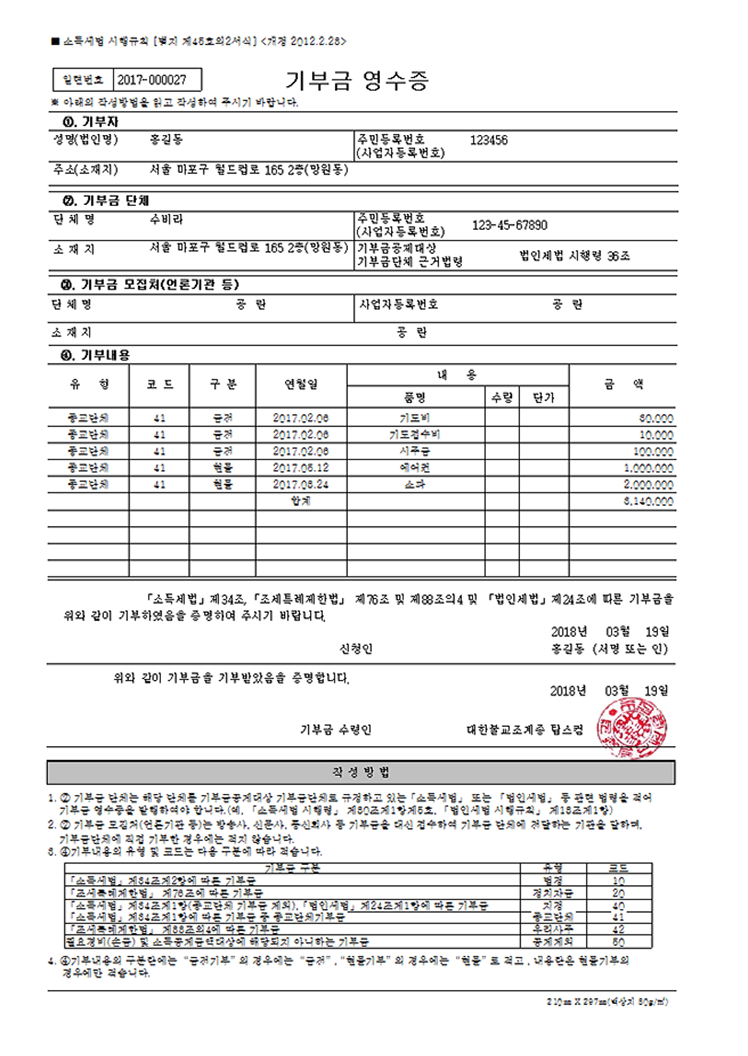 ■ 소득세법 시행규칙 [별지 제45호의2서식] <개정 2012.2.28>
일련번호 2017-000027 기부금 영수증
※ 아래의 작성방법을 읽고 작성하여 주시기 바랍니다.
①. 기부자
성명(법인명) 홍길동 주민등록번호 (사업자등록번호) 123456
주소(소재지) 서울 마포구 월드컵로 165 2층(망원동)
②. 기부금 단체
단 체 명 수비라 주민등록번호 (사업자등록번호) 123-45-67890
소 재 지 서울 마포구 월드컵로 165 2층(망원동) 기부금공제대상 기부금단체 근거법령 법인세법 시행령 36조
③. 기부금 모집처(언론기관 등)
단 체 명 공 란 사업자등록번호 공 란
소 재 지 공 란
④. 기부내용
유 형 코 드 구 분 연월일 내 용 금 액
품명 수량 단가
종교단체 41 금전 2017.02.06 기도비 30,000
종교단체 41 금전 2017.02.06 기도접수비 10,000
종교단체 41 금전 2017.02.06 시주금 100,000
종교단체 41 현물 2017.08.12 에어컨 1,000,000
종교단체 41 현물 2017.08.24 소파 2,000,000
합계 3,140,000
「소득세법」제34조,「조세특례제한법」 제76조 및 제88조의4 및 「법인세법」제24조에 따른 기부금을
위와 같이 기부하였음을 증명하여 주시기 바랍니다.
2018년 03월 19일
신청인 홍길동 (서명 또는 인)
위와 같이 기부금을 기부받았음을 증명합니다.
2018년 03월 19일
기부금 수령인 대한불교조계종 탑스컴
작 성 방 법
1. ② 기부금 단체는 해당 단체를 기부금공제대상 기부금단체로 규정하고 있는「소득세법」 또는 「법인세법」 등 관련 법령을 적어
기부금 영수증을 발행하여야 합니다.(예, 「소득세법 시행령」 제80조제1항제5호, 「법인세법 시행규칙」 제18조제1항)
2. ② 기부금 모집처(언론기관 등)는 방송사, 신문사, 통신회사 등 기부금을 대신 접수하여 기부금 단체에 전달하는 기관을 말하며,
기부금단체에 직접 기부한 경우에는 적지 않습니다.
3. ④기부내용의 유형 및 코드는 다음 구분에 따라 적습니다.
기부금 구분 유형 코드
「소득세법」제34조제2항에 따른 기부금 법정 10
「조세특례제한법」 제76조에 따른 기부금 정치자금 20
「소득세법」제34조제1항(종교단체 기부금 제외),「법인세법」제24조제1항에 따른 기부금 지정 40
「소득세법」제34조제1항에 따른 기부금 중 종교단체기부금 종교단체 41
「조세특례제한법」 제88조의4에 따른 기부금 우리사주 42
필요경비(손금) 및 소득공제금액대상에 해당되지 아니하는 기부금 공제제외 50
4. ④기부내용의 구분란에는 “금전기부”의 경우에는 “금전”, “현물기부”의 경우에는 “현물”로 적고, 내용란은 현물기부의
경우에만 적습니다.
210㎜ X 297㎜(백상지 80g/㎡)